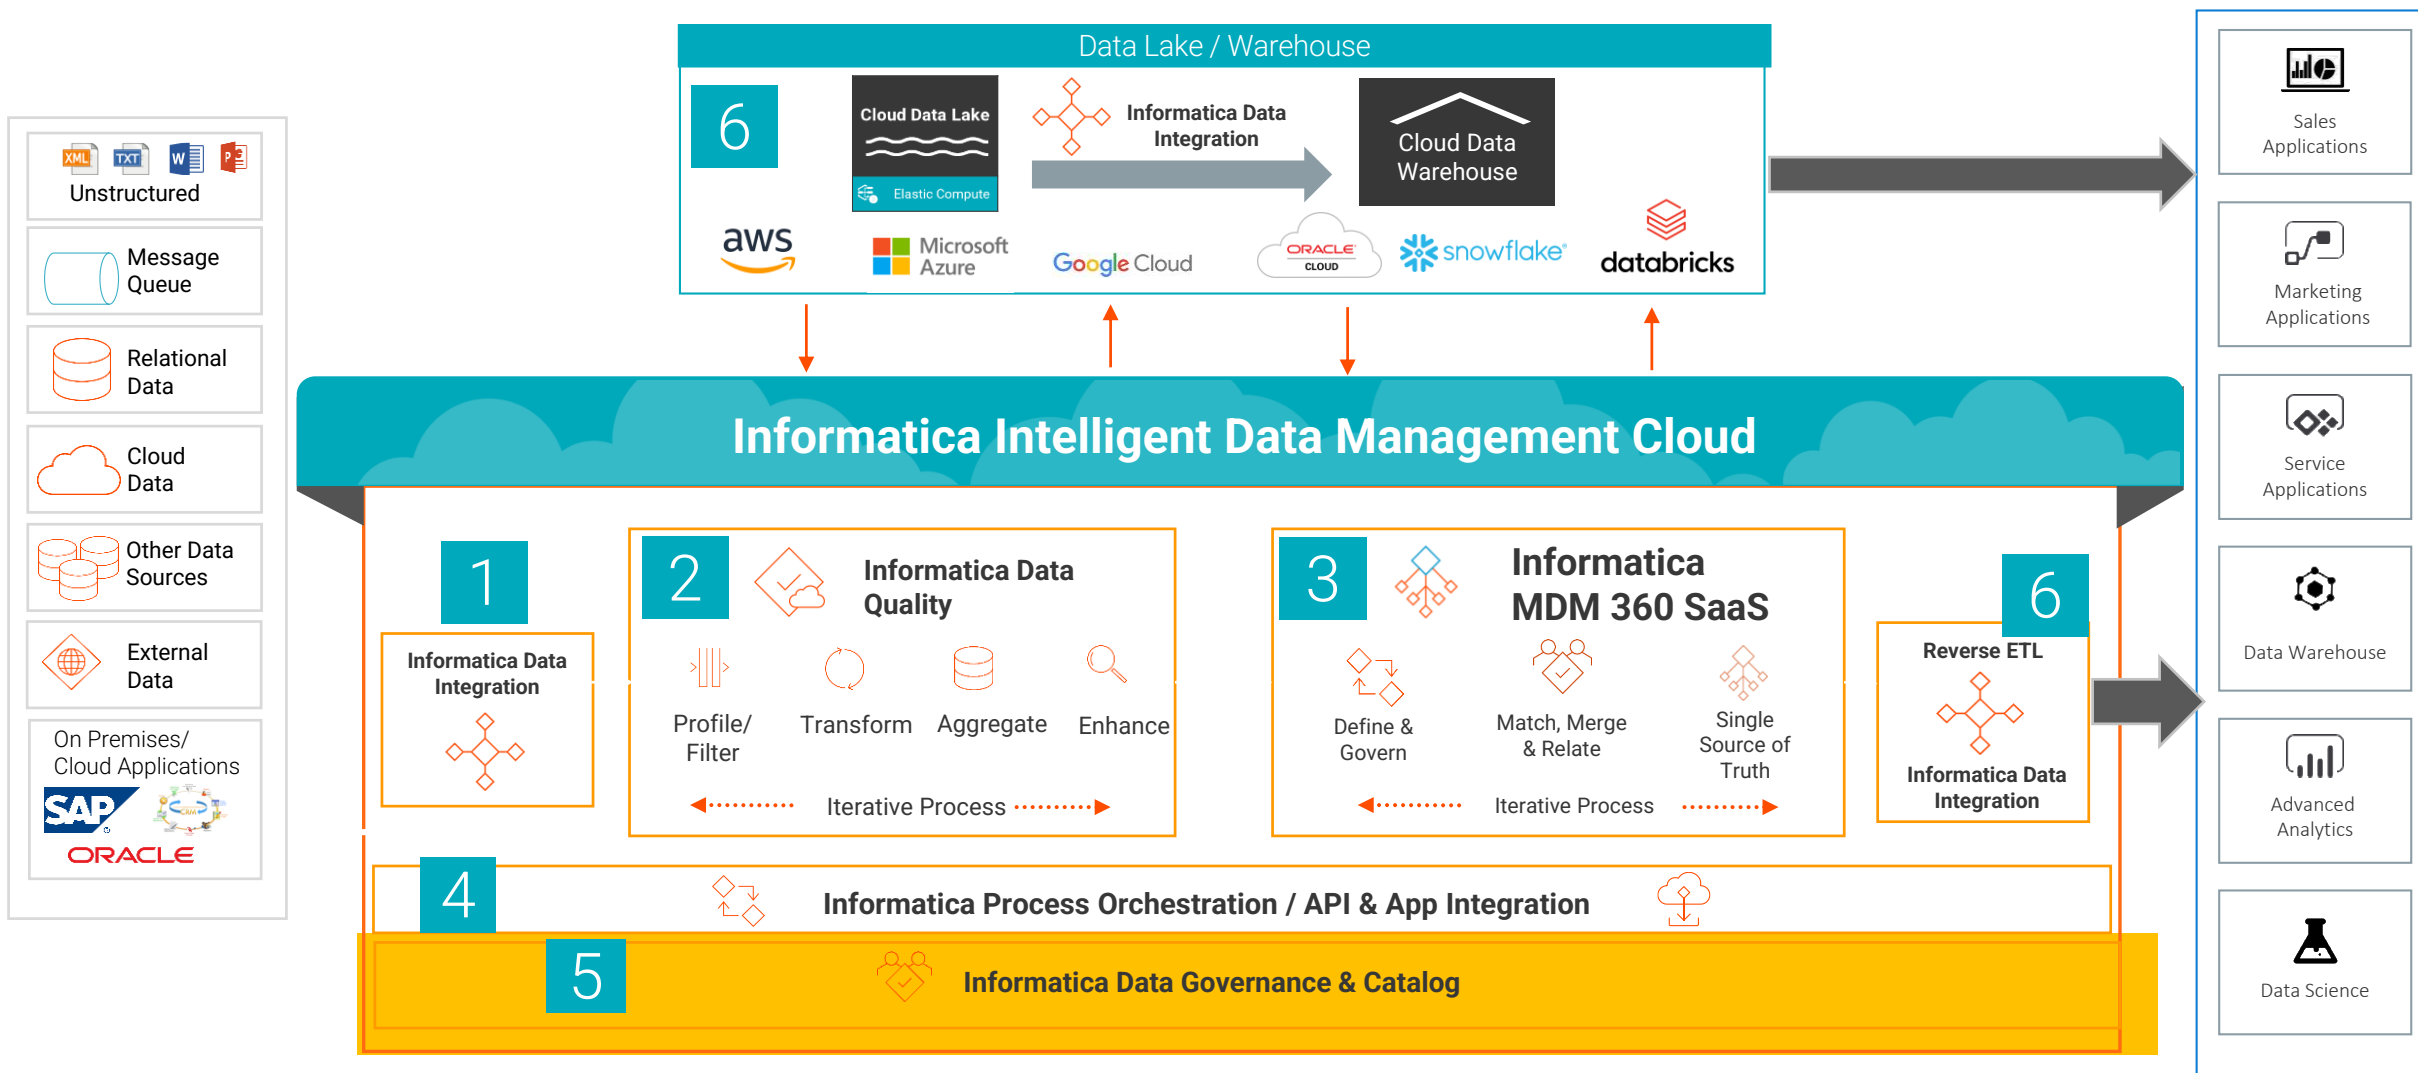 XML
TXT
W
P
Unstructured
Message
Queue
Relational
Data
Cloud
Data
Other Data
Sources
External
Data
On Premises/
Cloud Applications
SAP
CRM
ORACLE
Data Lake / Warehouse
6
Cloud Data Lake
Elastic Compute
Informatica Data
Integration
Cloud Data
Warehouse
aws
Microsoft
Azure
Google Cloud
ORACLE
CLOUD
snowflake
databricks
Informatica Intelligent Data Management Cloud
1
Informatica Data
Integration
2
Informatica Data
Quality
Profile/
Filter
Transform
Aggregate
Enhance
Iterative Process
3
Informatica
MDM 360 SaaS
Define &
Govern
Match, Merge
& Relate
Single
Source of
Truth
Iterative Process
6
Reverse ETL
Informatica Data
Integration
4
Informatica Process Orchestration / API & App Integration
5
Informatica Data Governance & Catalog
Sales
Applications
Marketing
Applications
Service
Applications
Data Warehouse
Advanced
Analytics
Data Science